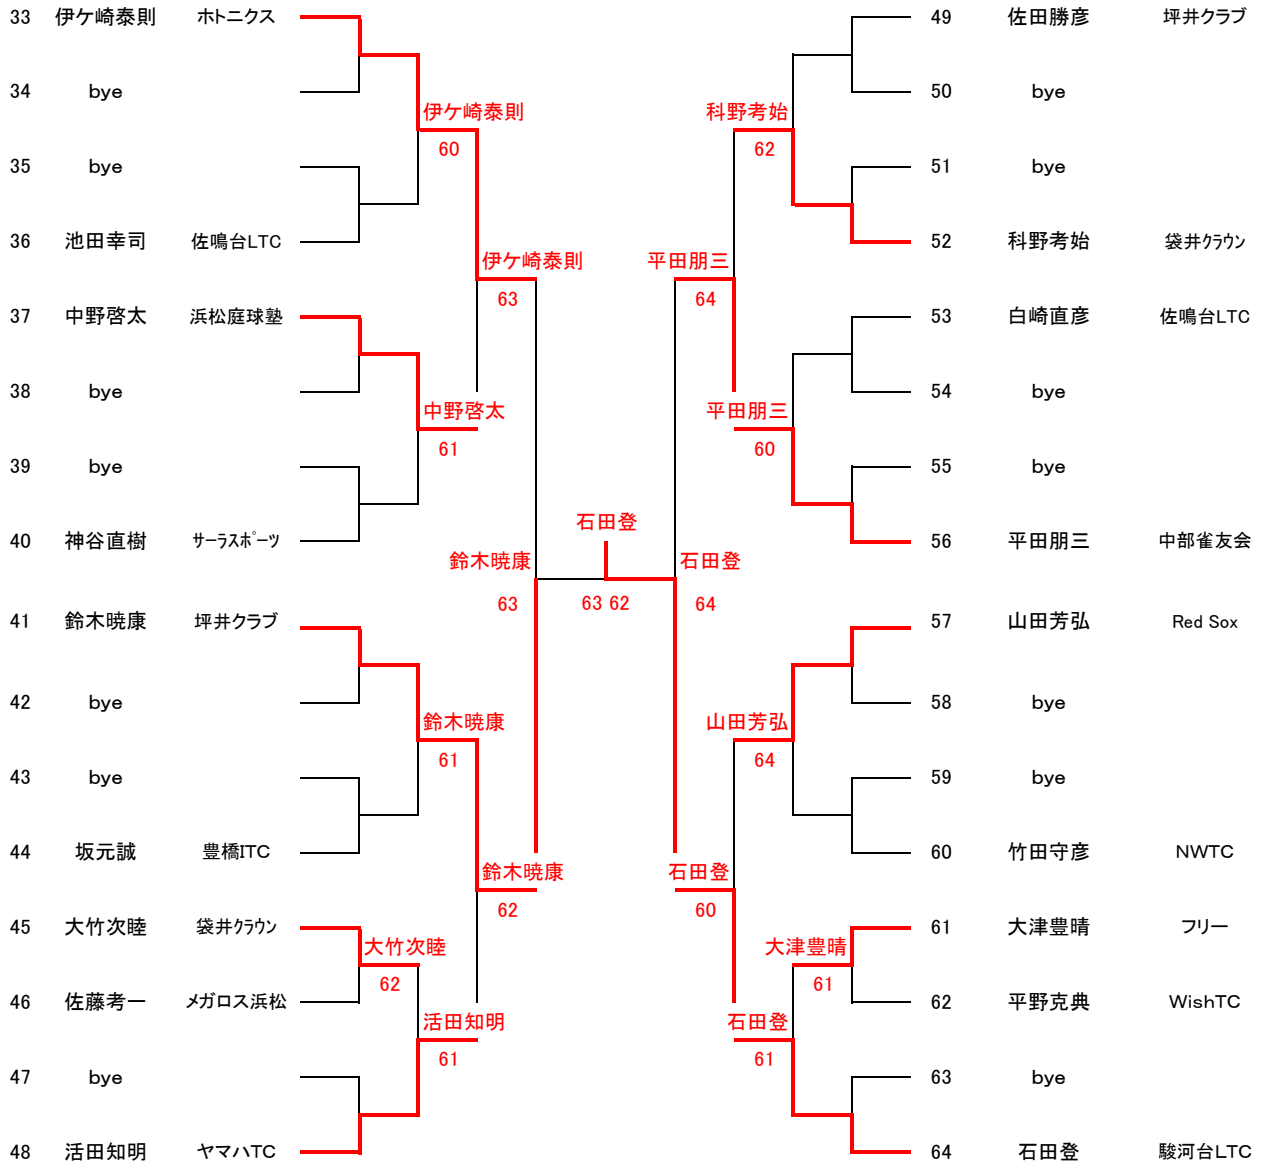 33 伊ケ崎泰則 ホトニクス
34 bye
35 bye
36 池田幸司 佐鳴台LTC
37 中野啓太 浜松庭球塾
38 bye
39 bye
40 神谷直樹 サーラスポーツ
41 鈴木暁康 坪井クラブ
42 bye
43 bye
44 坂元誠 豊橋ITC
45 大竹次睦 袋井クラウン
46 佐藤考一 メガロス浜松
47 bye
48 活田知明 ヤマハTC
伊ケ崎泰則
60
中野啓太
61
鈴木暁康
61
大竹次睦
62
活田知明
61
伊ケ崎泰則
63
鈴木暁康
62
鈴木暁康
63
石田登
63 62
石田登
64
平田朋三
64
石田登
60
科野考始
62
平田朋三
60
山田芳弘
64
大津豊晴
61
石田登
61
49 佐田勝彦 坪井クラブ
50 bye
51 bye
52 科野考始 袋井クラウン
53 白崎直彦 佐鳴台LTC
54 bye
55 bye
56 平田朋三 中部雀友会
57 山田芳弘 Red Sox
58 bye
59 bye
60 竹田守彦 NWTC
61 大津豊晴 フリー
62 平野克典 WishTC
63 bye
64 石田登 駿河台LTC